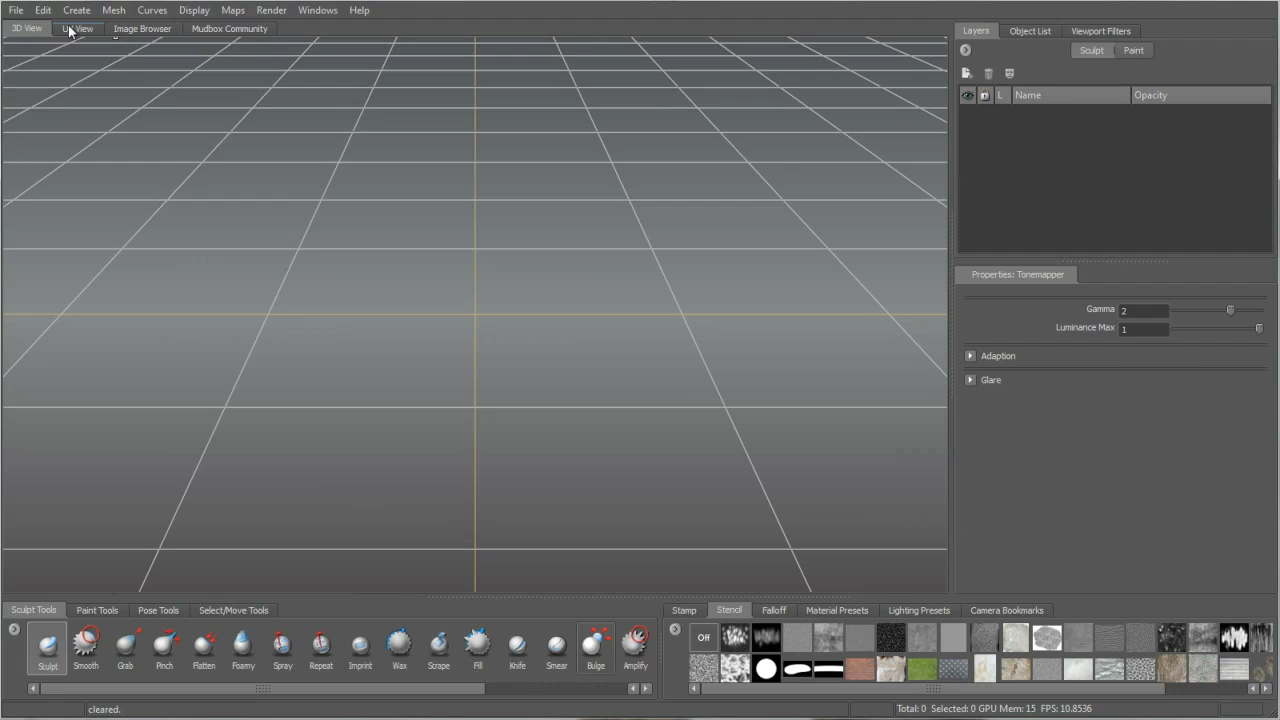 File Edit Create Mesh Curves Display Maps Render Windows Help
3D View UV View Image Browser Mudbox Community
Layers Object List Viewport Filters
Sculpt Paint
L Name Opacity
Properties: Tonemapper
Gamma 2
Luminance Max 1
Adaption
Glare
Sculpt Tools Paint Tools Pose Tools Select/Move Tools
Stamp Stencil Falloff Material Presets Lighting Presets Camera Bookmarks
Off
Sculpt Smooth Grab Pinch Flatten Foamy Spray Repeat Imprint Wax Scrape Fill Knife Smear Bulge Amplify
cleared.
Total: 0 Selected: 0 GPU Mem: 15 FPS: 10.8536